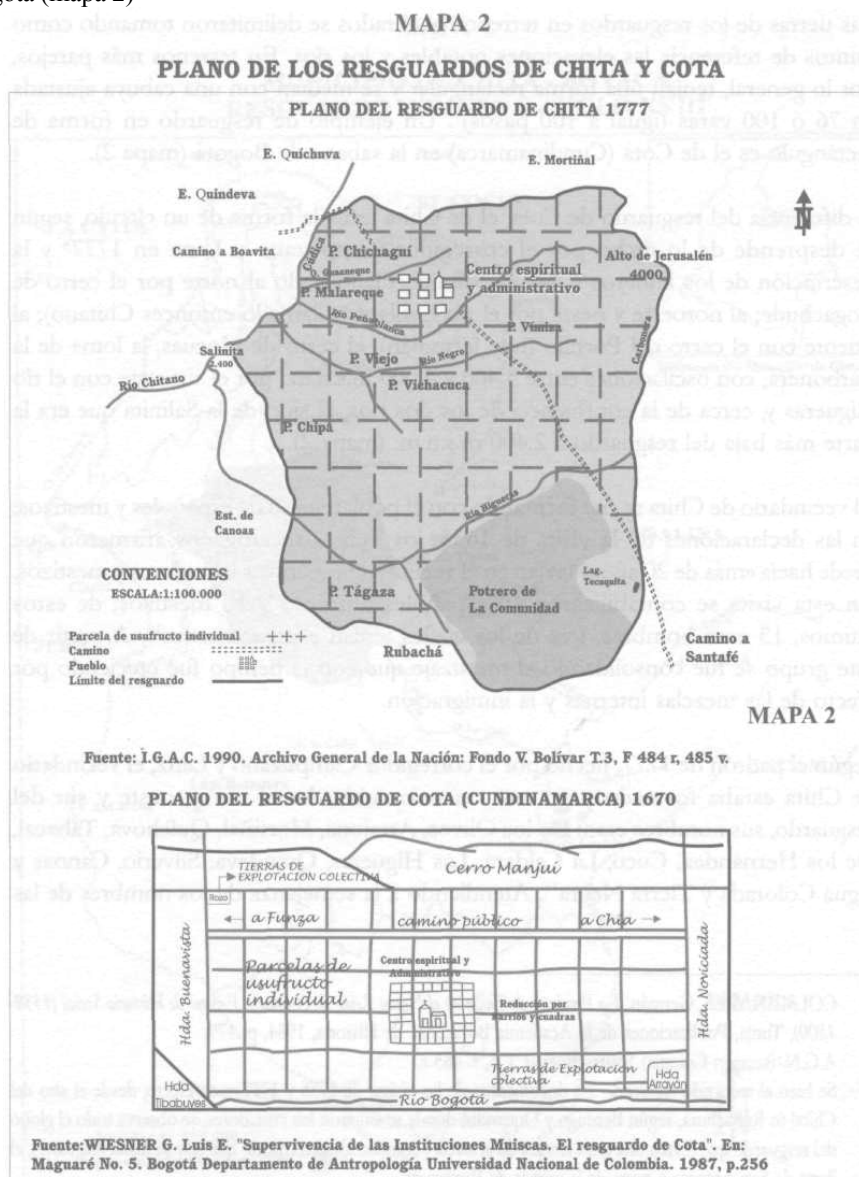 MAPA 2
PLANO DE LOS RESGUARDOS DE CHITA Y COTA
PLANO DEL RESGUARDO DE CHITA 1777
E. Quichuva
E. Mortiñal
E. Quindeva
N
Camino a Boavita
P. Chichaguí
Alto de Jerusalén
4000
Centro espiritual
y administrativo
P. Malareque
P. Vímiza
Salinita
2.400
P. Viejo
Río Negro
Río Chitano
P. Vichacuca
P. Chipa
Est. de
Canoas
CONVENCIONES
ESCALA:1:100.000
P. Tágaza
Potrero de
La Comunidad
Lag.
Parcela de usufructo individual
Camino
Pueblo
Límite del resguardo
Rubachá
Camino a
Santafé
MAPA 2
Fuente: I.G.A.C. 1990. Archivo General de la Nación: Fondo V. Bolívar T.3, F 484 r, 485 v.
PLANO DEL RESGUARDO DE COTA (CUNDINAMARCA) 1670
TIERRAS DE
EXPLOTACION COLECTIVA
Cerro Manjui
Rozo
a Funza
camino público
a Chia
Hda. Buenavista
Parcelas de
usufructo
individual
Centro espiritual y
Administrativo
Reducción por
Barrios y cuadras
Hda. Noviciada
Tierras de Explotacion
colectiva
Hda
Tibabuyes
Río Bogotá
Hda
Arrayán
Fuente:WIESNER G. Luis E. "Supervivencia de las Instituciones Muiscas. El resguardo de Cota". En:
Maguaré No. 5. Bogotá Departamento de Antropología Universidad Nacional de Colombia. 1987, p.256